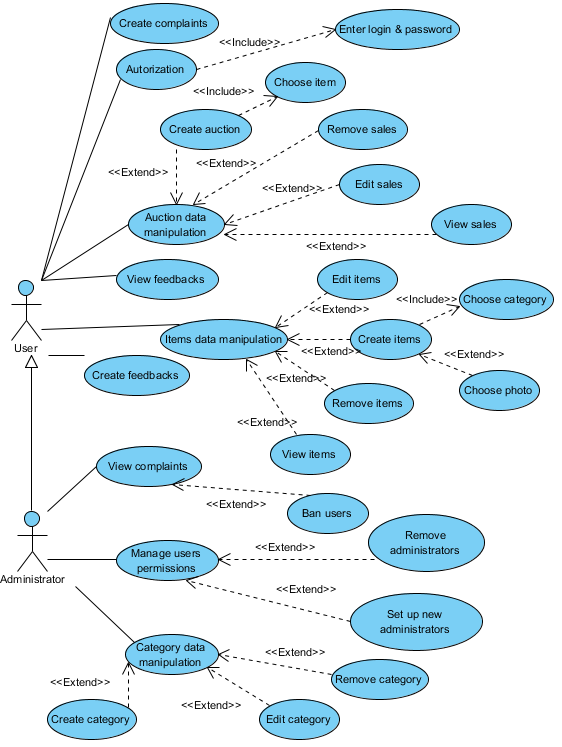 Create complaints
Enter login & password
<<Include>>
Autorization
Choose item
<<Include>>
Create auction
Remove sales
<<Extend>>
<<Extend>>
Edit sales
<<Extend>>
Auction data
manipulation
View sales
<<Extend>>
View feedbacks
Edit items
<<Include>>
Choose category
<<Extend>>
User
Items data manipulation
Create items
<<Extend>>
<<Extend>>
Create feedbacks
<<Extend>>
Choose photo
Remove items
<<Extend>>
View items
View complaints
<<Extend>>
Ban users
Remove
administrators
<<Extend>>
Manage users
permissions
Administrator
<<Extend>>
Set up new
administrators
Category data
manipulation
<<Extend>>
Remove category
<<Extend>>
<<Extend>>
Create category
Edit category